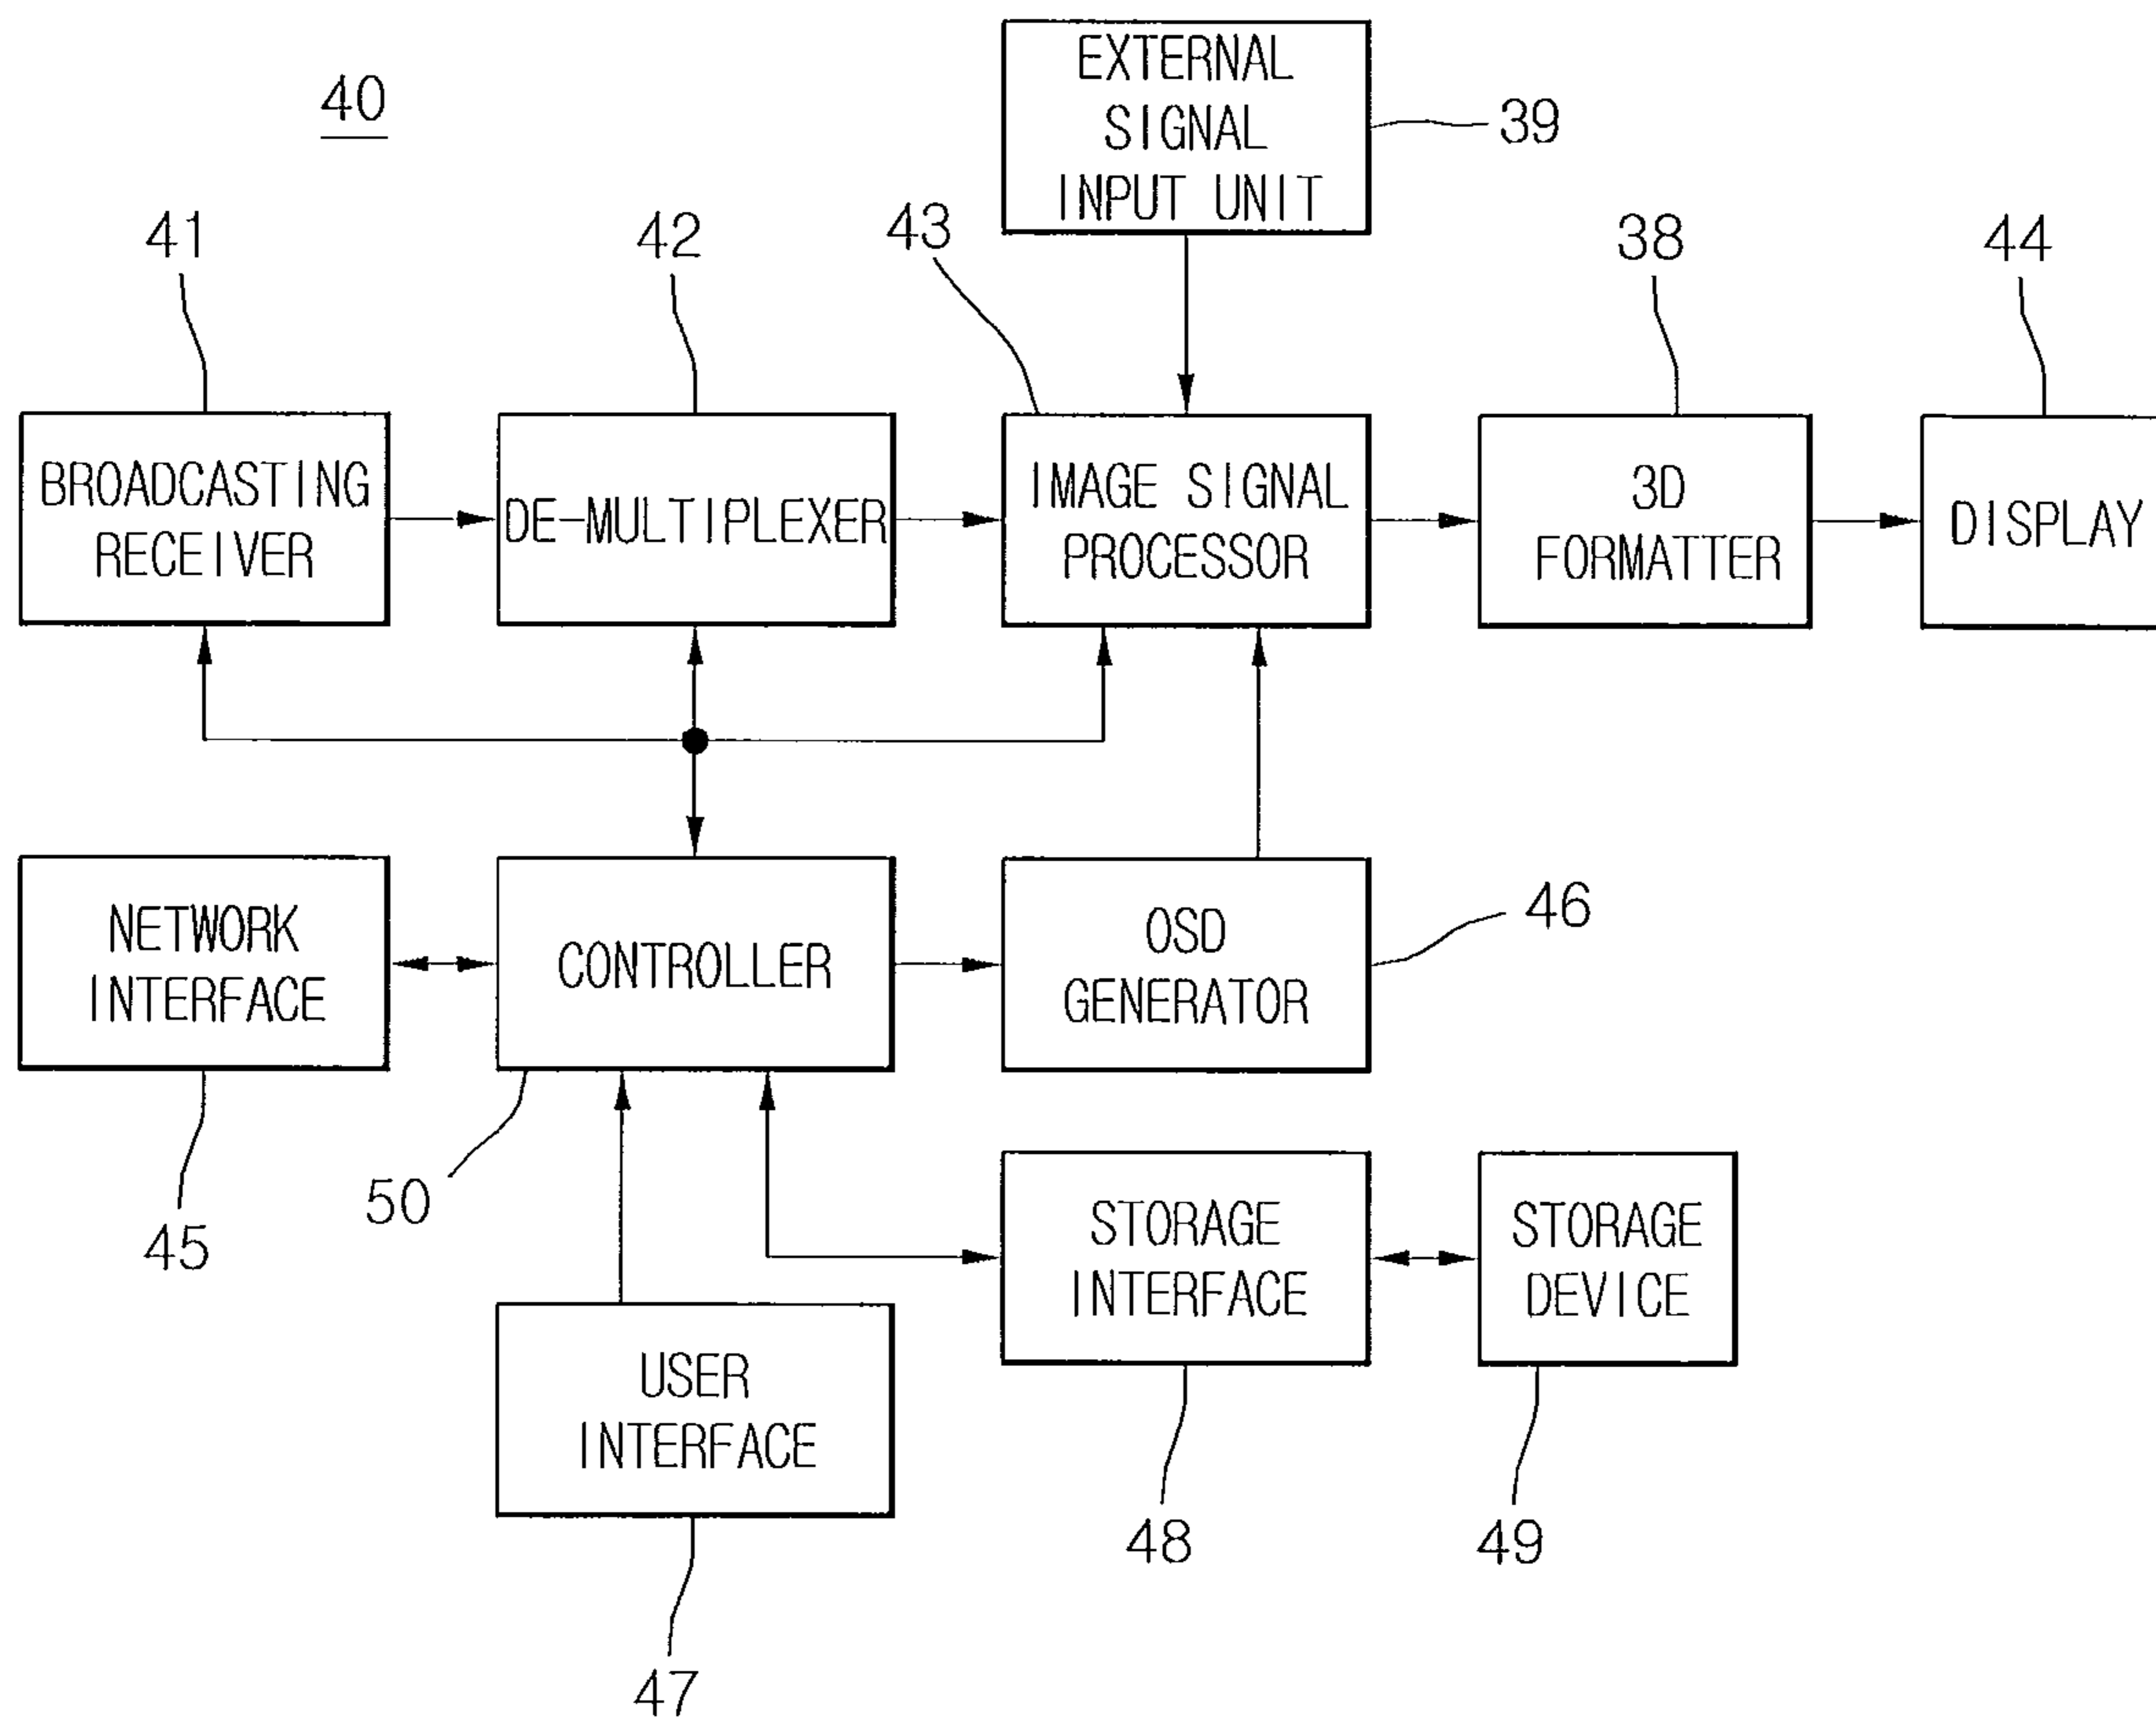 40
EXTERNAL
SIGNAL
INPUT UNIT
39
41
42
43
38
44
BROADCASTING
RECEIVER
DE-MULTIPLEXER
IMAGE SIGNAL
PROCESSOR
3D
FORMATTER
DISPLAY
NETWORK
INTERFACE
CONTROLLER
OSD
GENERATOR
46
45
50
STORAGE
INTERFACE
STORAGE
DEVICE
USER
INTERFACE
48
49
47